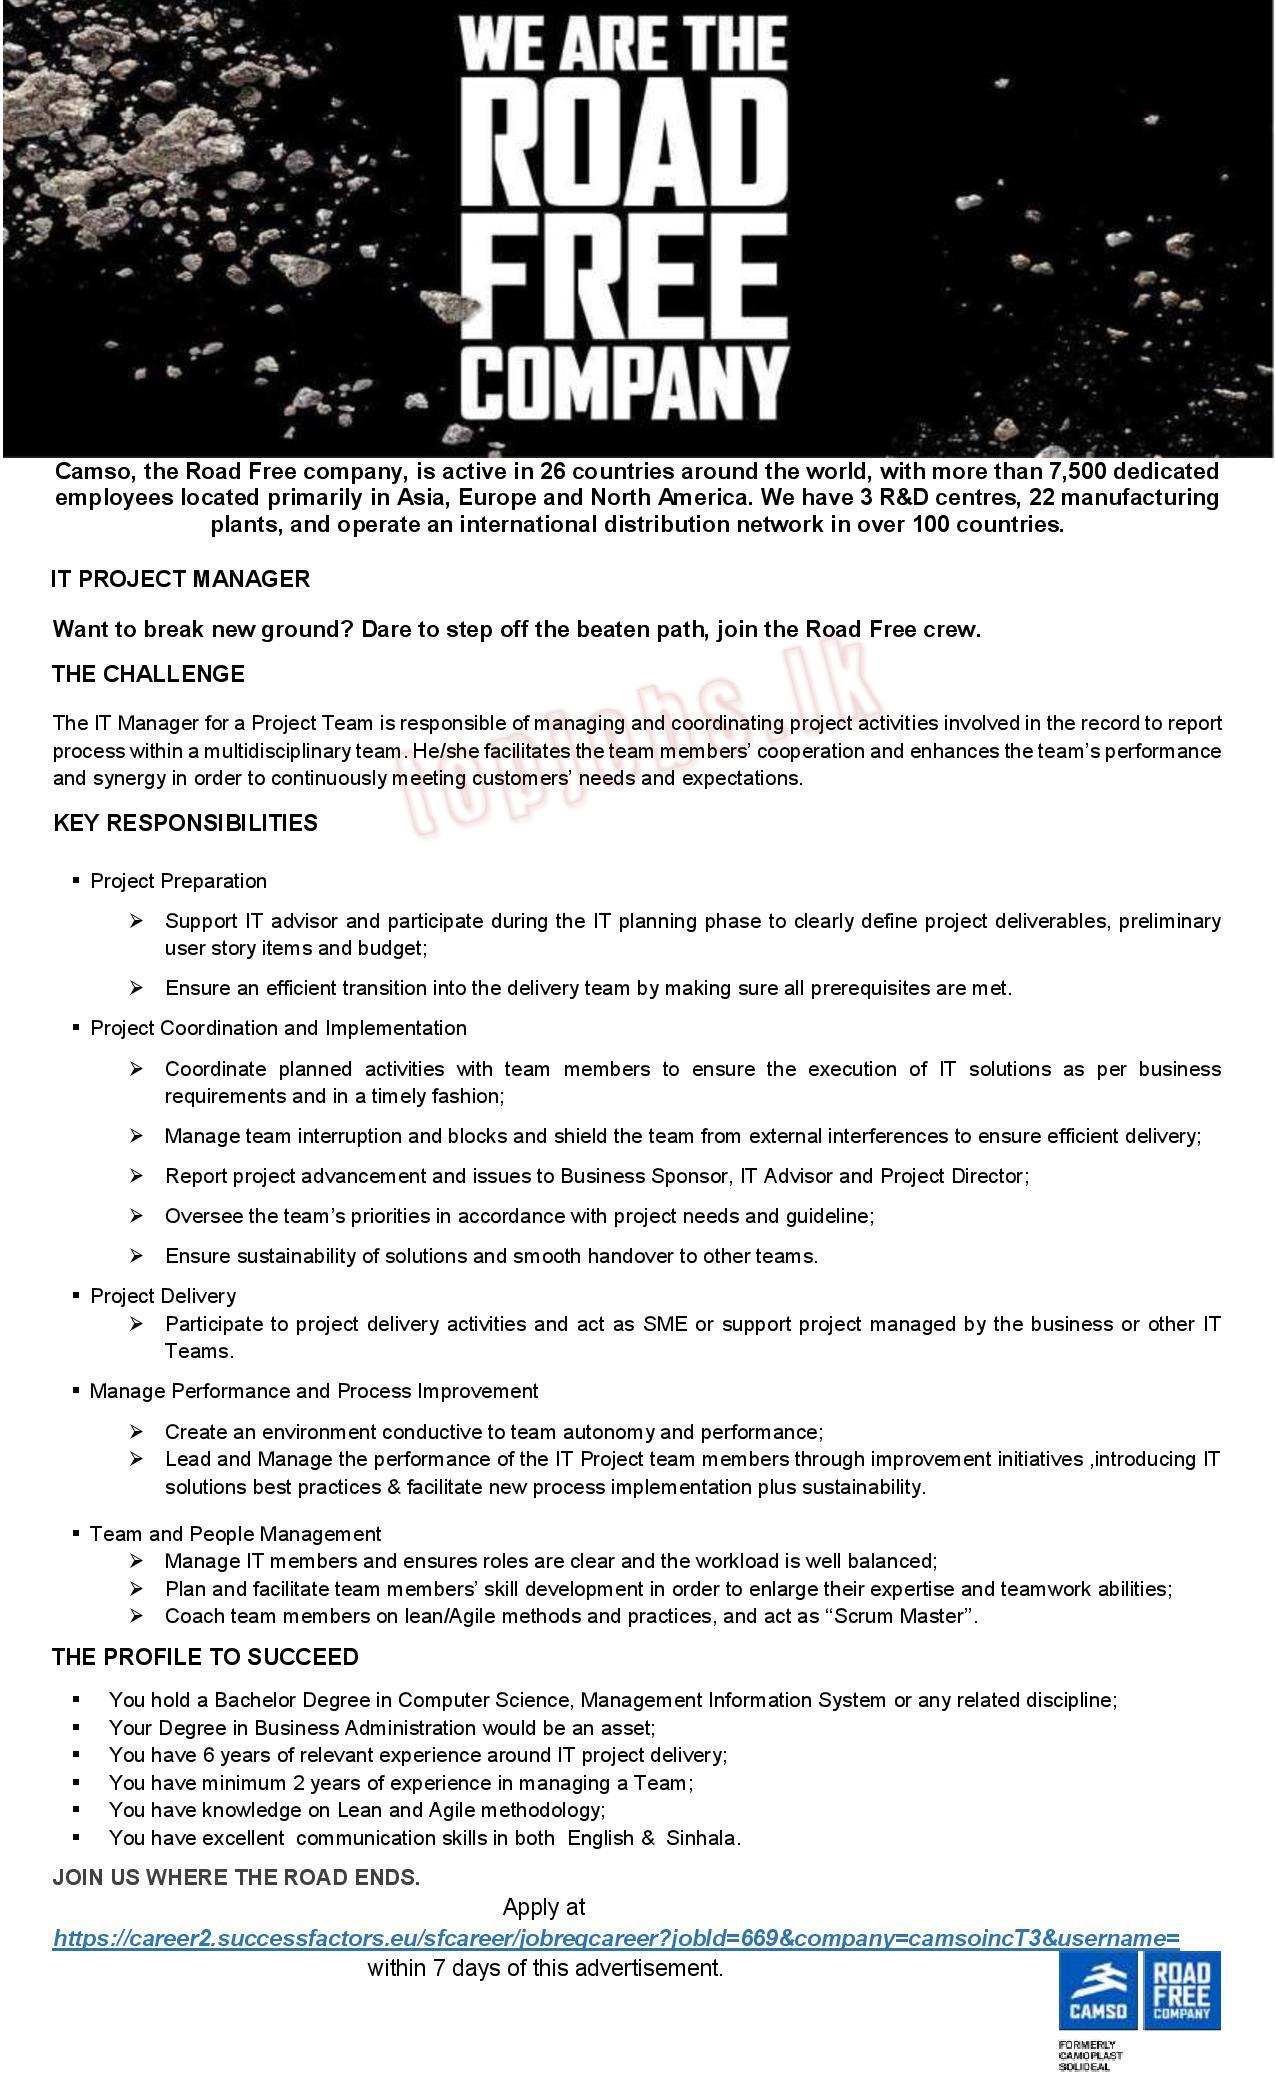 WE ARE THE
ROAD
FREE
COMPANY
Camso, the Road Free company, is active in 26 countries around the world, with more than 7,500 dedicated
employees located primarily in Asia, Europe and North America. We have 3 R&D centres, 22 manufacturing
plants, and operate an international distribution network in over 100 countries.
IT PROJECT MANAGER
Want to break new ground? Dare to step off the beaten path, join the Road Free crew.
THE CHALLENGE
The IT Manager for a Project Team is responsible of managing and coordinating project activities involved in the record to report
process within a multidisciplinary team. He/she facilitates the team members’ cooperation and enhances the team’s performance
and synergy in order to continuously meeting customers’ needs and expectations.
topjobs.lk
KEY RESPONSIBILITIES
▪ Project Preparation
➢ Support IT advisor and participate during the IT planning phase to clearly define project deliverables, preliminary
user story items and budget;
➢ Ensure an efficient transition into the delivery team by making sure all prerequisites are met.
▪ Project Coordination and Implementation
➢ Coordinate planned activities with team members to ensure the execution of IT solutions as per business
requirements and in a timely fashion;
➢ Manage team interruption and blocks and shield the team from external interferences to ensure efficient delivery;
➢ Report project advancement and issues to Business Sponsor, IT Advisor and Project Director;
➢ Oversee the team’s priorities in accordance with project needs and guideline;
➢ Ensure sustainability of solutions and smooth handover to other teams.
▪ Project Delivery
➢ Participate to project delivery activities and act as SME or support project managed by the business or other IT
Teams.
▪ Manage Performance and Process Improvement
➢ Create an environment conductive to team autonomy and performance;
➢ Lead and Manage the performance of the IT Project team members through improvement initiatives ,introducing IT
solutions best practices & facilitate new process implementation plus sustainability.
▪ Team and People Management
➢ Manage IT members and ensures roles are clear and the workload is well balanced;
➢ Plan and facilitate team members’ skill development in order to enlarge their expertise and teamwork abilities;
➢ Coach team members on lean/Agile methods and practices, and act as “Scrum Master”.
THE PROFILE TO SUCCEED
▪ You hold a Bachelor Degree in Computer Science, Management Information System or any related discipline;
▪ Your Degree in Business Administration would be an asset;
▪ You have 6 years of relevant experience around IT project delivery;
▪ You have minimum 2 years of experience in managing a Team;
▪ You have knowledge on Lean and Agile methodology;
▪ You have excellent communication skills in both English & Sinhala.
JOIN US WHERE THE ROAD ENDS.
Apply at
https://career2.successfactors.eu/sfcareer/jobreqcareer?jobId=669&company=camsoincT3&username=
within 7 days of this advertisement.
CAMSO
ROAD
FREE
COMPANY
FORMERLY
CAMOPLAST
SOLIDEAL